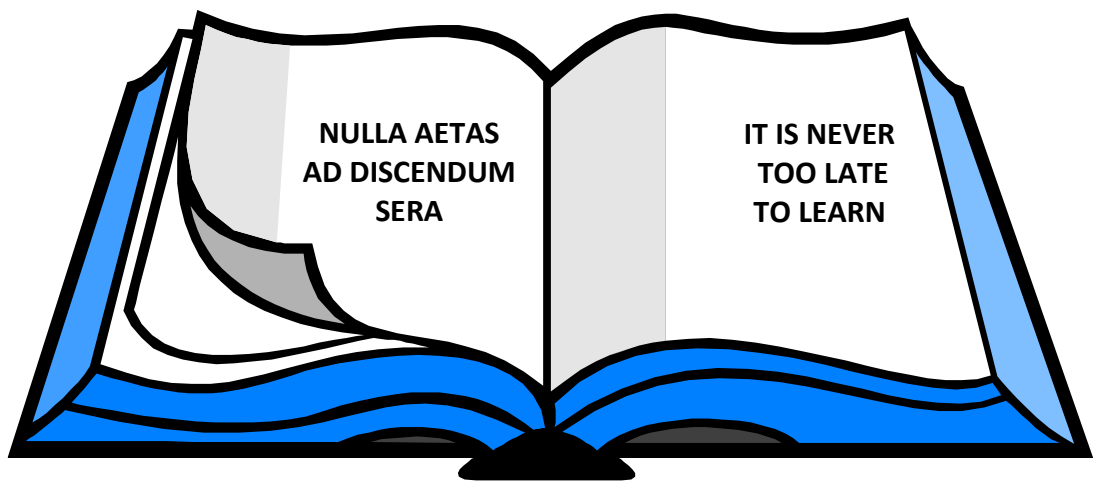 NULLA AETAS
AD DISCENDUM
SERA
IT IS NEVER
TOO LATE
TO LEARN